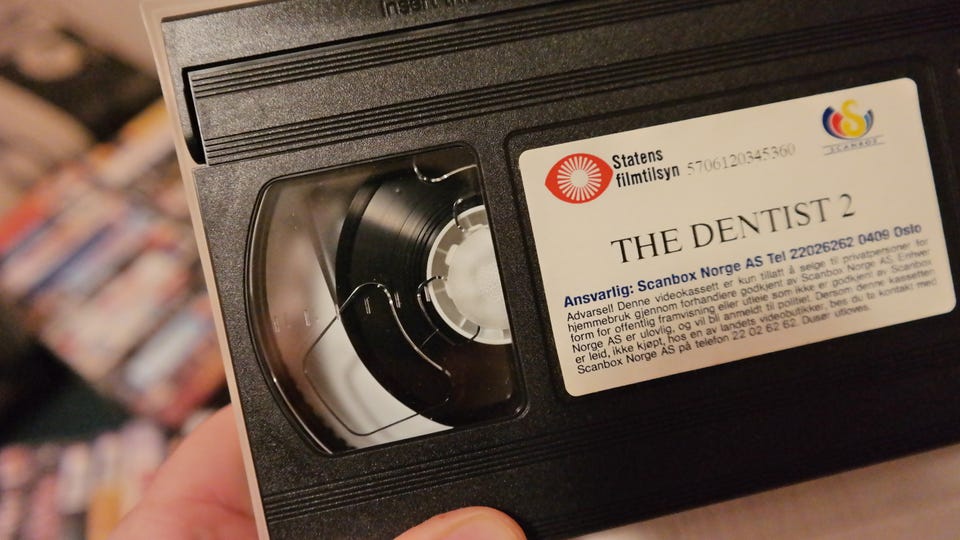 Insert this
Statens
filmtilsyn 5706120345360
SCANBOX
THE DENTIST 2
Ansvarlig: Scanbox Norge AS Tel 22026262 0409 Oslo
Advarsel! Denne videokassett er kun tillatt å selge til privatpersoner for
hjemmebruk gjennom forhandlere godkjent av Scanbox Norge AS. Enhver
form for offentlig framvisning eller utleie som ikke er godkjent av Scanbox
Norge AS er ulovlig, og vil bli anmeldt til politiet. Dersom denne kassetten
er leid, ikke kjøpt, hos en av landets videobutikker, bes du ta kontakt med
Scanbox Norge AS på telefon 22 02 62 62. Dusør utloves.